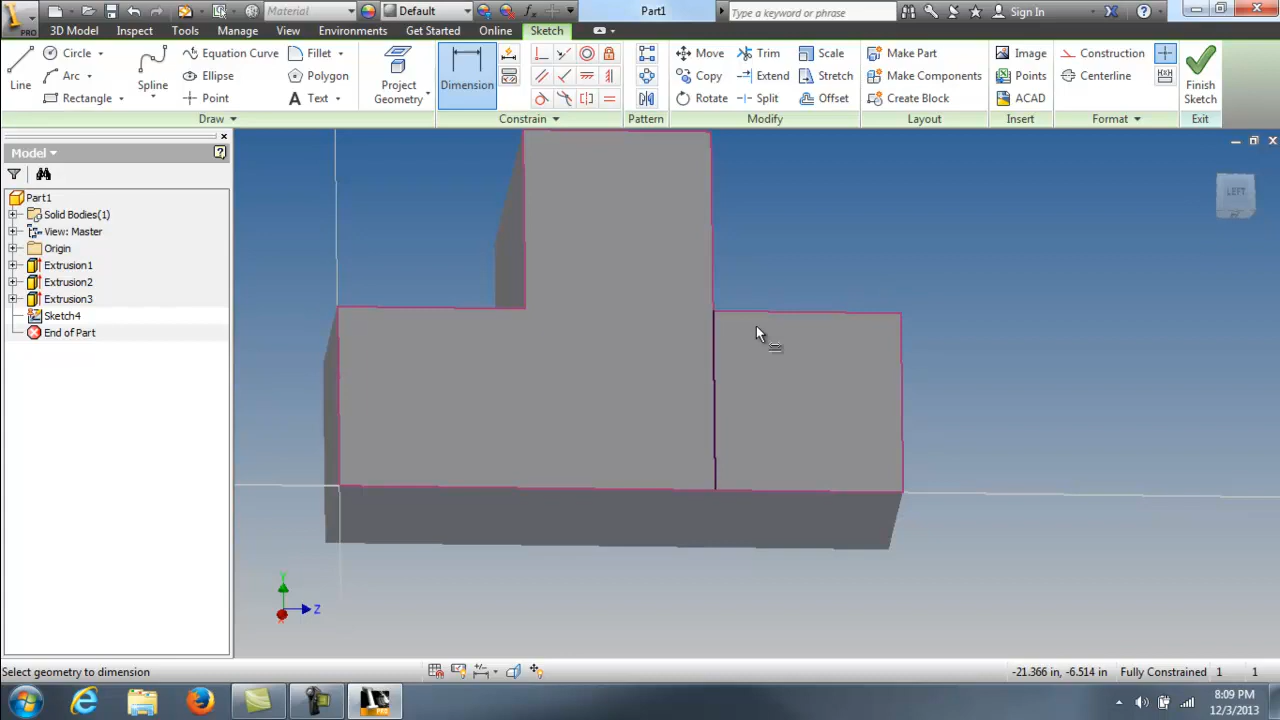 Material
Default
Part1
Type a keyword or phrase
Sign In
3D Model Inspect Tools Manage View Environments Get Started Online Sketch
Line
Circle
Arc
Rectangle
Spline
Equation Curve
Ellipse
Point
Fillet
Polygon
Text
Project
Geometry
Dimension
Move
Copy
Rotate
Trim
Extend
Split
Scale
Stretch
Offset
Make Part
Make Components
Create Block
Image
Points
ACAD
Construction
Centerline
Finish
Sketch
Draw
Constrain
Pattern
Modify
Layout
Insert
Format
Exit
Model
Part1
Solid Bodies(1)
View: Master
Origin
Extrusion1
Extrusion2
Extrusion3
Sketch4
End of Part
LEFT
Y
Z
X
Select geometry to dimension
-21.366 in, -6.514 in Fully Constrained 1 1
8:09 PM
12/3/2013
PRO